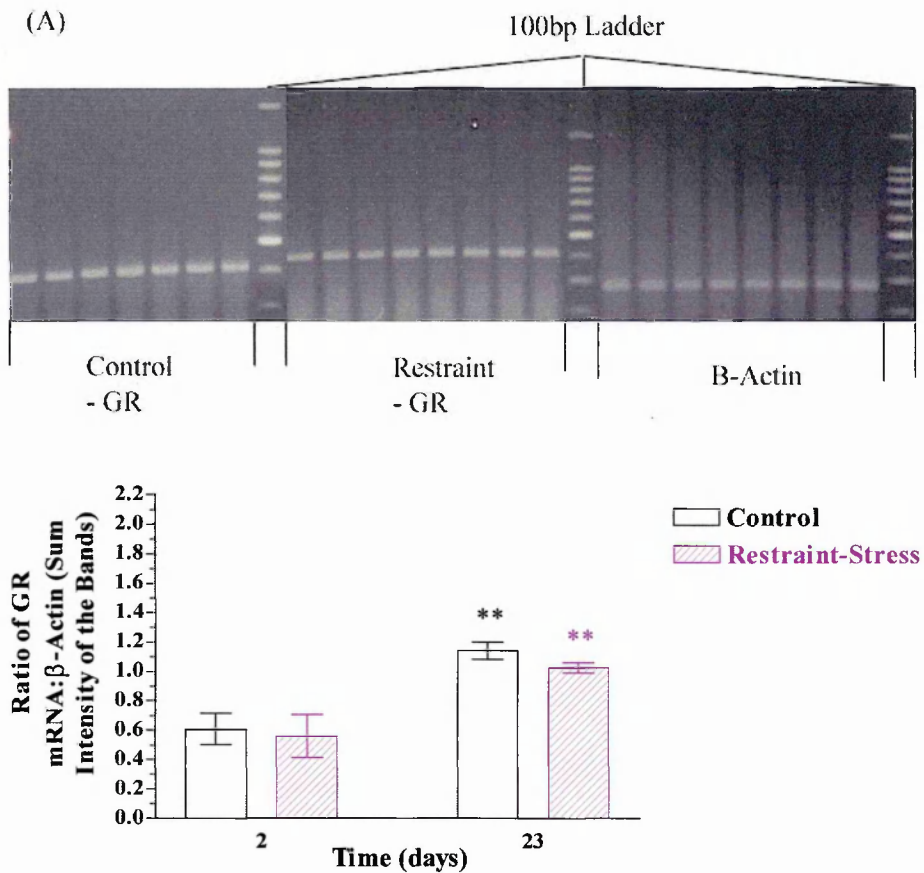 (A)
100bp Ladder
Control
- GR
Restraint
- GR
B-Actin
Ratio of GR
mRNA:β-Actin (Sum
Intensity of the Bands)
2.2
2.0
1.8
1.6
1.4
1.2
1.0
0.8
0.6
0.4
0.2
0.0
**
**
Control
Restraint-Stress
2
23
Time (days)